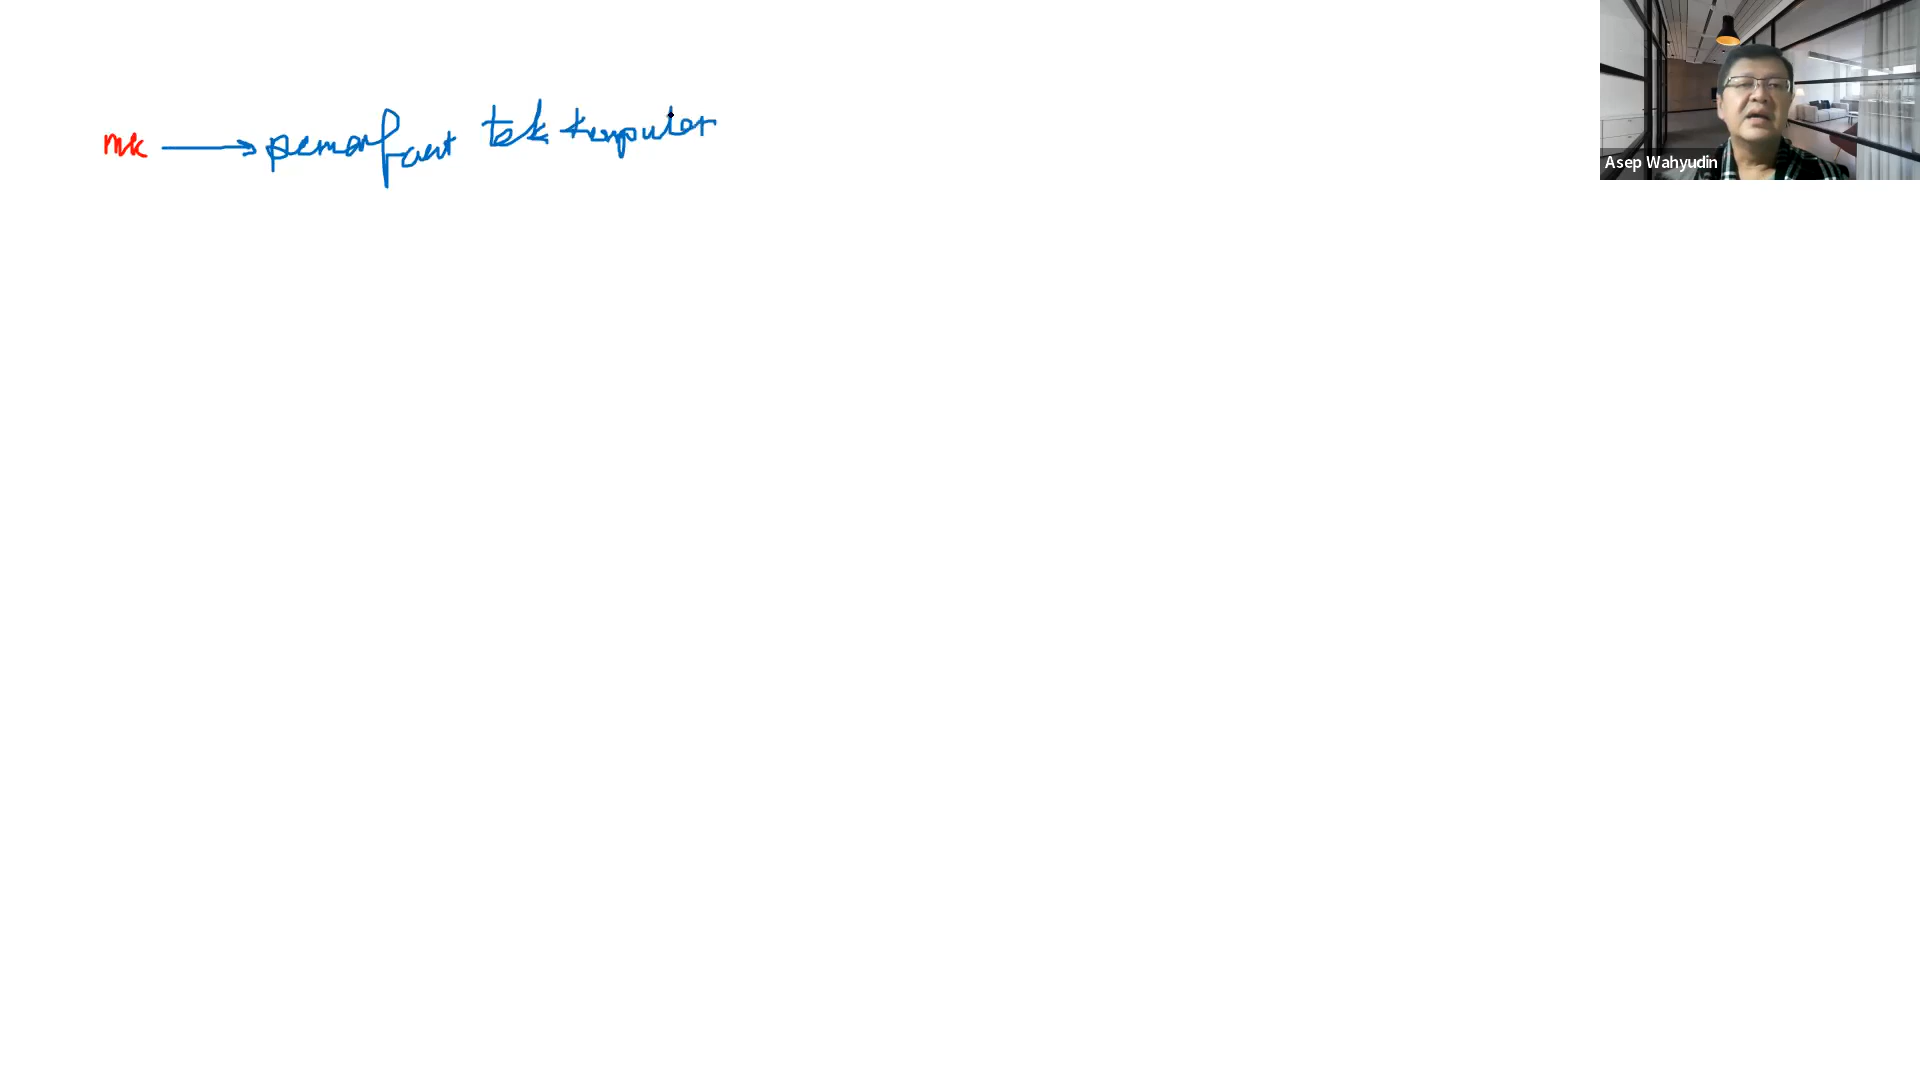 mk → pemanfaat tek komputer
Asep Wahyudin